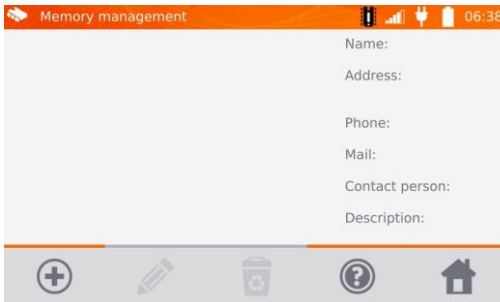 Memory management 06:38
Name:
Address:
Phone:
Mail:
Contact person:
Description: